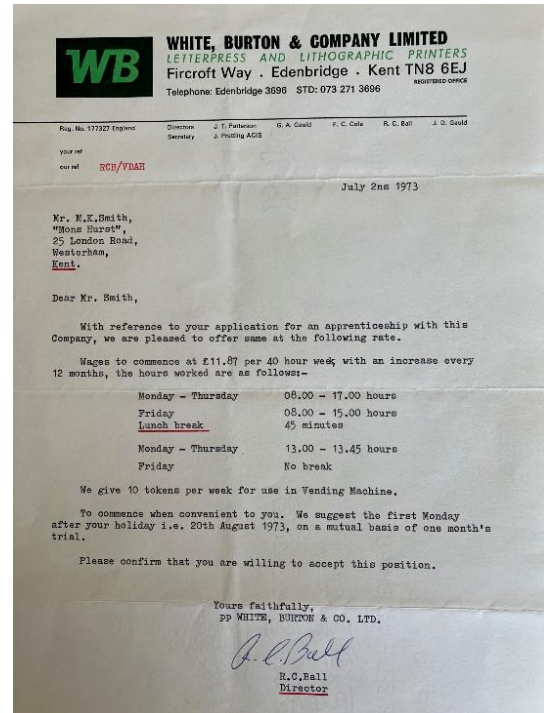 WB
WHITE, BURTON & COMPANY LIMITED
LETTERPRESS AND LITHOGRAPHIC PRINTERS
Fircroft Way . Edenbridge . Kent TN8 6EJ
REGISTERED OFFICE
Telephone: Edenbridge 3696 STD: 073 271 3696
Reg. No. 177327 England Directors J. T. Patterson G. A. Gauld F. C. Cole R. C. Ball J. D. Gauld
Secretary J. Prutting ACIS
your ref
our ref RCB/VDAH
July 2ns 1973
Mr. M.K.Smith,
"Mons Hurst",
25 London Road,
Westerham,
Kent.
Dear Mr. Smith,
With reference to your application for an apprenticeship with this
Company, we are pleased to offer same at the following rate.
Wages to commence at £11.87 per 40 hour week, with an increase every
12 months, the hours worked are as follows:-
Monday - Thursday 08.00 - 17.00 hours
Friday 08.00 - 15.00 hours
Lunch break 45 minutes
Monday - Thursday 13.00 - 13.45 hours
Friday No break
We give 10 tokens per week for use in Vending Machine.
To commence when convenient to you. We suggest the first Monday
after your holiday i.e. 20th August 1973, on a mutual basis of one month's
trial.
Please confirm that you are willing to accept this position.
Yours faithfully,
pp WHITE, BURTON & CO. LTD.
R.C.Ball
R.C.Ball
Director